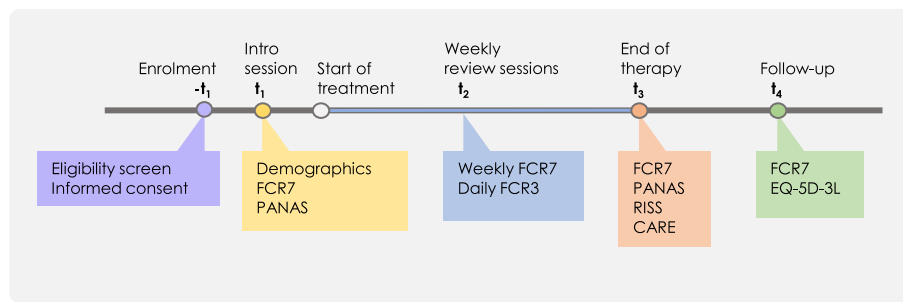 Enrolment
-t1
Intro
session
t1
Start of
treatment
Weekly
review sessions
t2
End of
therapy
t3
Follow-up
t4
Eligibility screen
Informed consent
Demographics
FCR7
PANAS
Weekly FCR7
Daily FCR3
FCR7
PANAS
RISS
CARE
FCR7
EQ-5D-3L